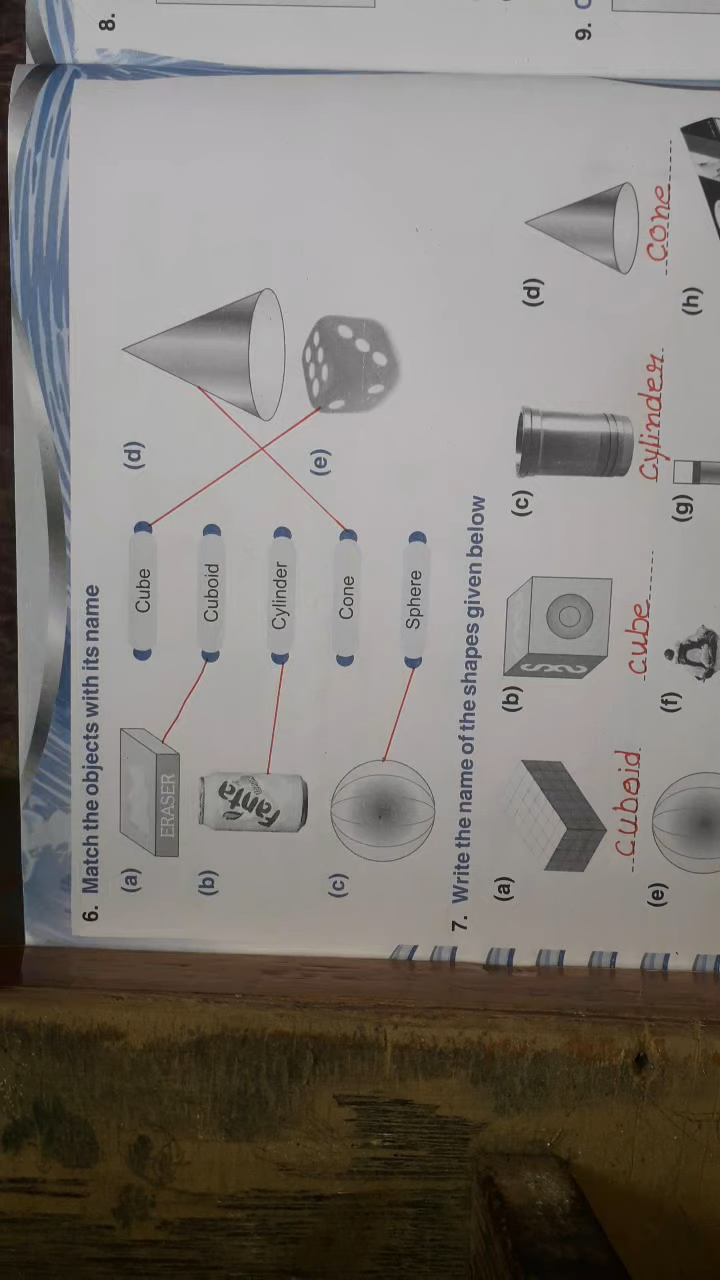 8.
9. C
6. Match the objects with its name
(a) ERASER
Cube
(d)
(b) Fanta
Cuboid
Cylinder
(e)
(c)
Cone
Sphere
7. Write the name of the shapes given below
(a)
(b)
(c)
(d)
cuboid
cube
cylinder
cone
(e)
(f)
(g)
(h)